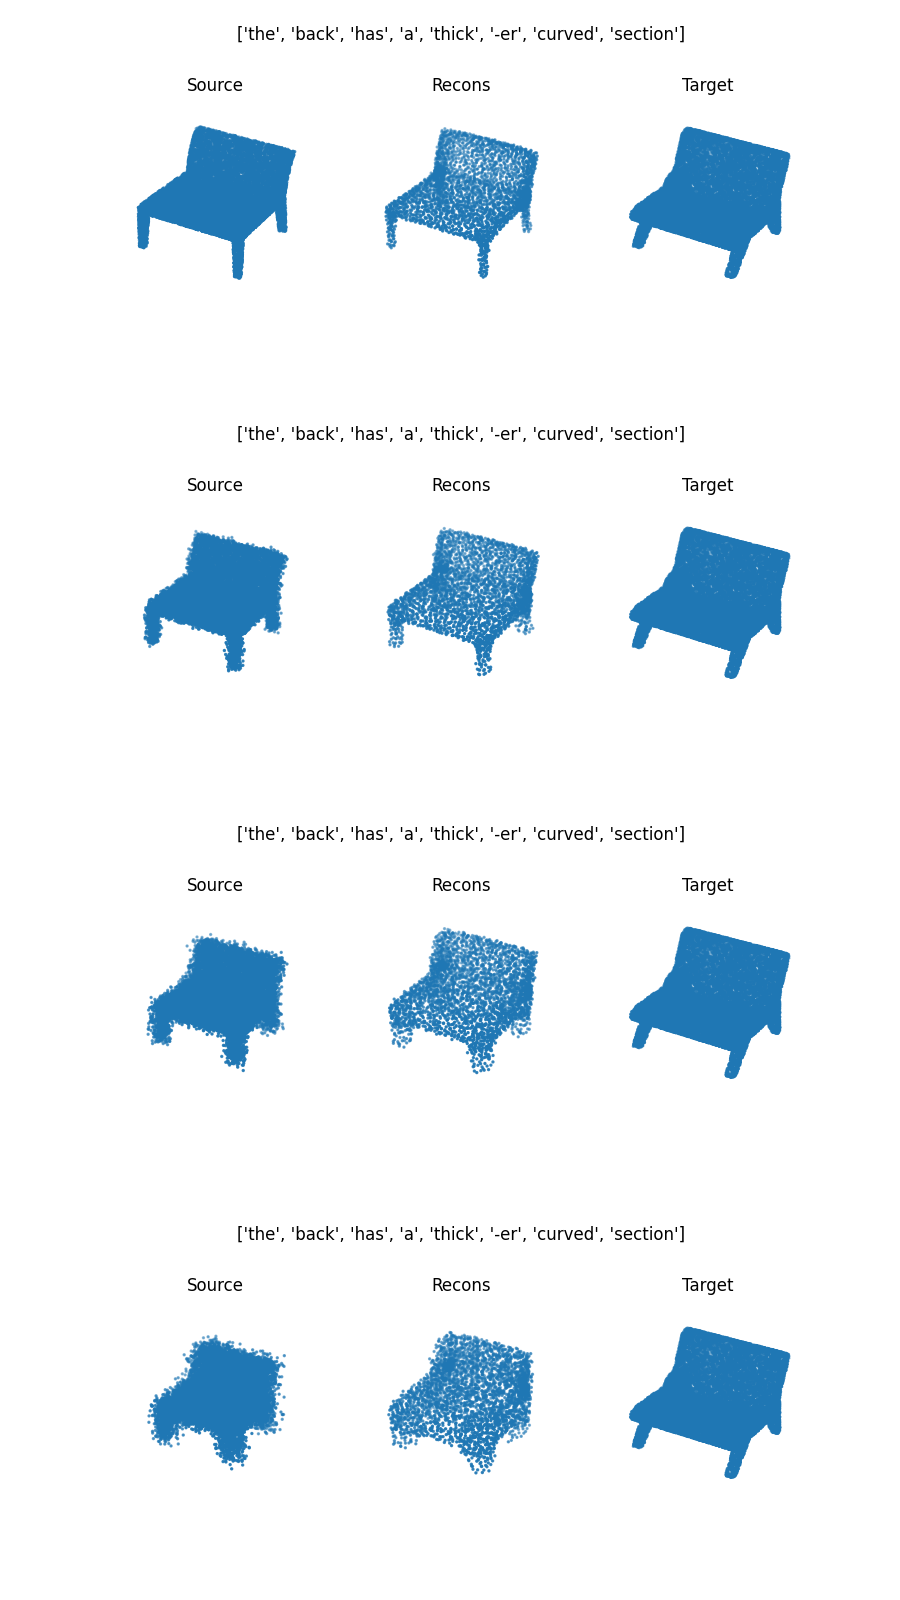 ['the', 'back', 'has', 'a', 'thick', '-er', 'curved', 'section']
Source Recons Target
['the', 'back', 'has', 'a', 'thick', '-er', 'curved', 'section']
Source Recons Target
['the', 'back', 'has', 'a', 'thick', '-er', 'curved', 'section']
Source Recons Target
['the', 'back', 'has', 'a', 'thick', '-er', 'curved', 'section']
Source Recons Target